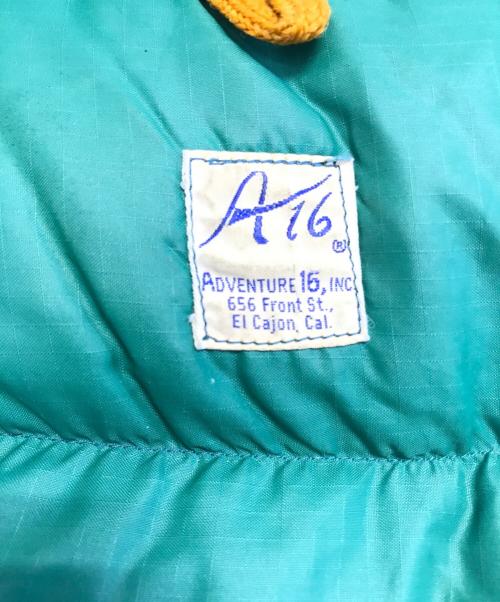 A16®
ADVENTURE 16, INC.
656 Front St.,
El Cajon, Cal.